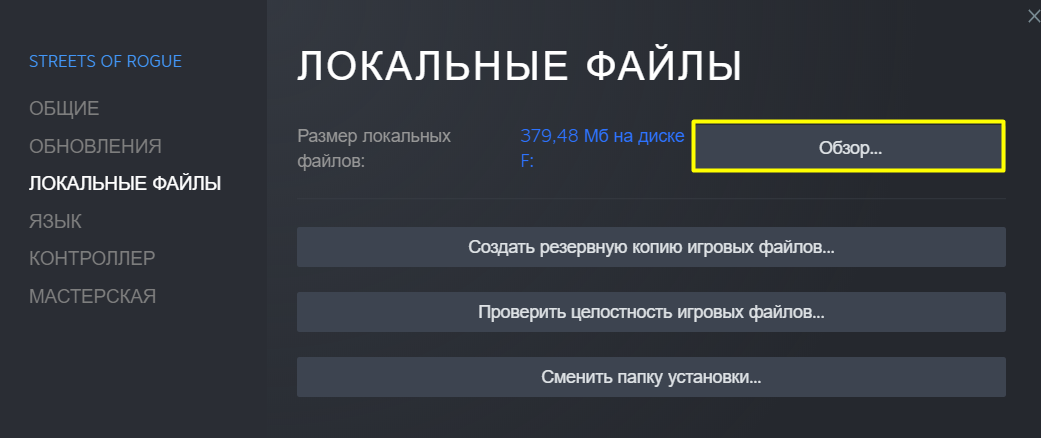 STREETS OF ROGUE
ОБЩИЕ
ОБНОВЛЕНИЯ
ЛОКАЛЬНЫЕ ФАЙЛЫ
ЯЗЫК
КОНТРОЛЛЕР
МАСТЕРСКАЯ
ЛОКАЛЬНЫЕ ФАЙЛЫ
Размер локальных
файлов:
379,48 Мб на диске
F:
Обзор...
Создать резервную копию игровых файлов...
Проверить целостность игровых файлов...
Сменить папку установки...